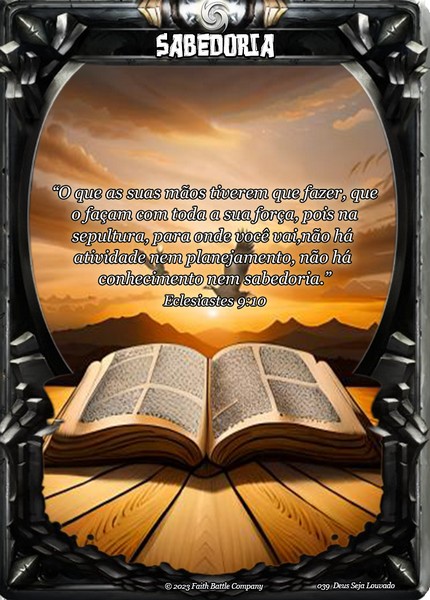 SABEDORIA
“O que as suas mãos tiverem que fazer, que
o façam com toda a sua força, pois na
sepultura, para onde você vai,não há
atividade nem planejamento, não há
conhecimento nem sabedoria.”
Eclesiastes 9:10
© 2023 Faith Battle Company
039 Deus Seja Louvado